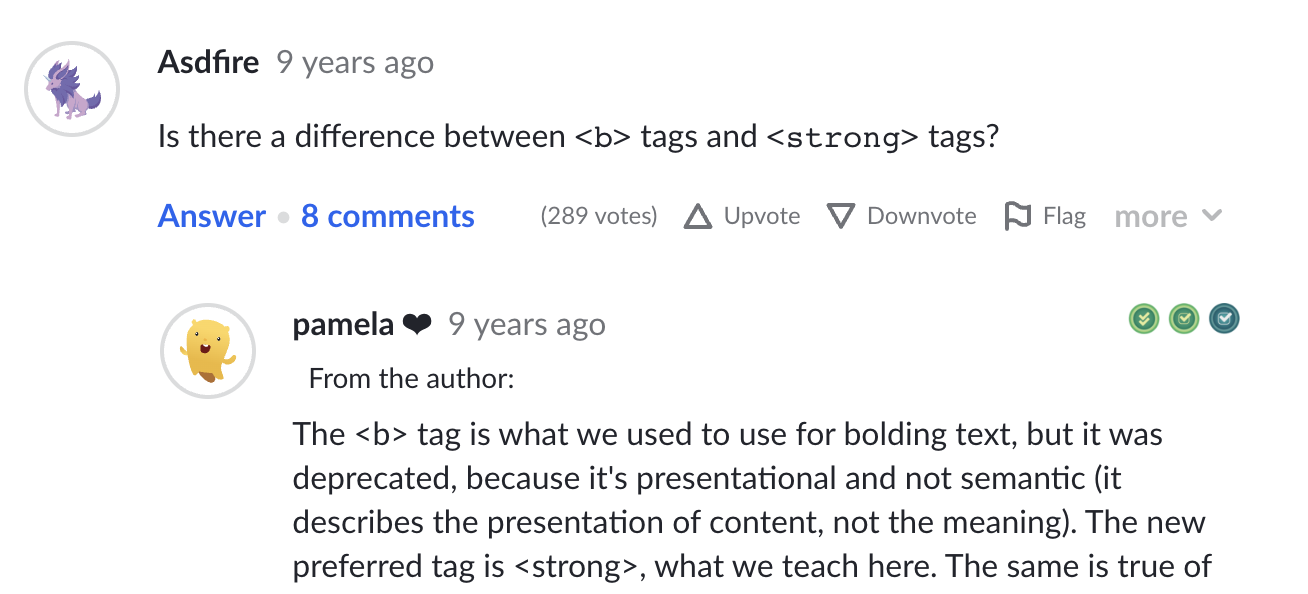 Asdfire 9 years ago
Is there a difference between <b> tags and <strong> tags?
Answer • 8 comments (289 votes) Upvote Downvote Flag more
pamela ❤ 9 years ago
From the author:
The <b> tag is what we used to use for bolding text, but it was
deprecated, because it's presentational and not semantic (it
describes the presentation of content, not the meaning). The new
preferred tag is <strong>, what we teach here. The same is true of